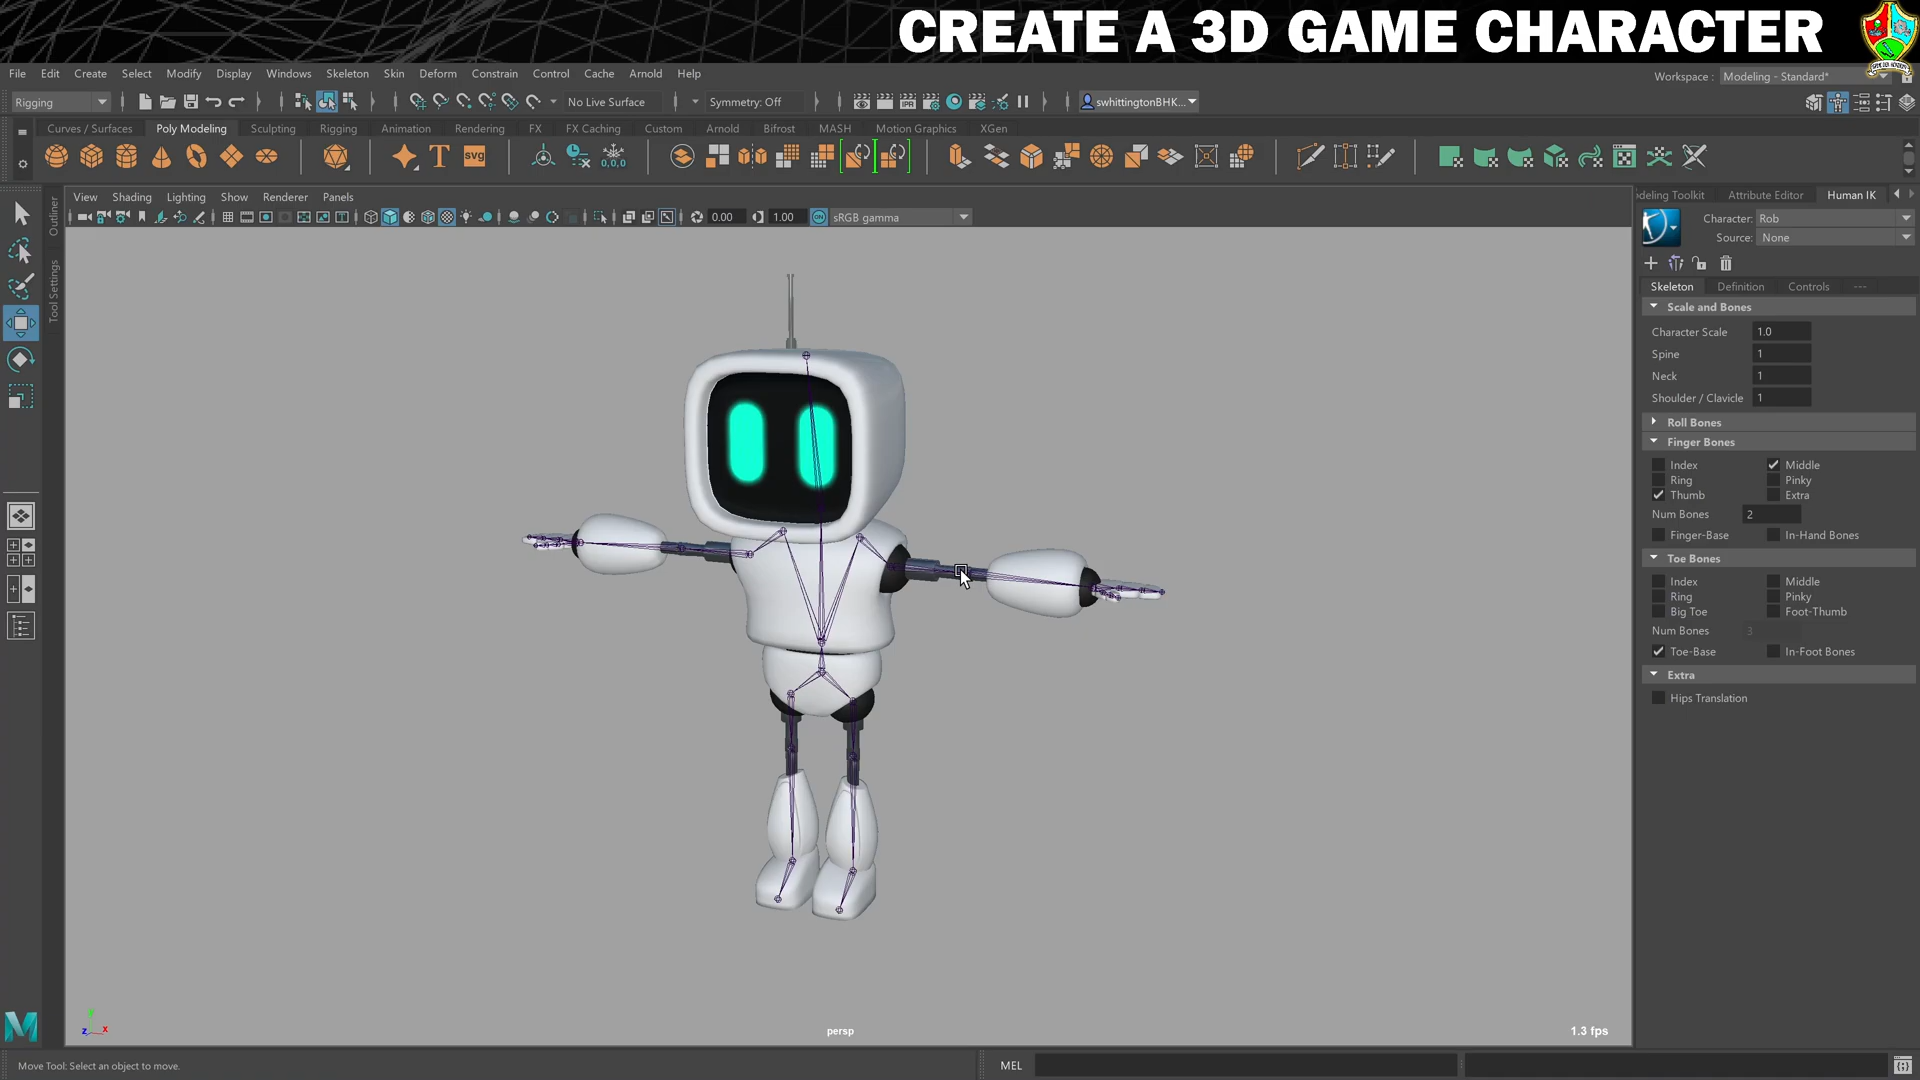 CREATE A 3D GAME CHARACTER
File Edit Create Select Modify Display Windows Skeleton Skin Deform Constrain Control Cache Arnold Help
Workspace : Modeling - Standard*
Rigging
No Live Surface
Symmetry: Off
swhittingtonBHK...
Curves / Surfaces Poly Modeling Sculpting Rigging Animation Rendering FX FX Caching Custom Arnold Bifrost MASH Motion Graphics XGen
T svg 0,0,0
IPR
View Shading Lighting Show Renderer Panels
0.00 1.00 ON sRGB gamma
Outliner
Tool Settings
deling Toolkit Attribute Editor Human IK
Character: Rob
Source: None
Skeleton Definition Controls ---
Scale and Bones
Character Scale 1.0
Spine 1
Neck 1
Shoulder / Clavicle 1
Roll Bones
Finger Bones
Index Middle
Ring Pinky
Thumb Extra
Num Bones 2
Finger-Base In-Hand Bones
Toe Bones
Index Middle
Ring Pinky
Big Toe Foot-Thumb
Num Bones 3
Toe-Base In-Foot Bones
Extra
Hips Translation
y
z x
persp
1.3 fps
M
Move Tool: Select an object to move.
MEL